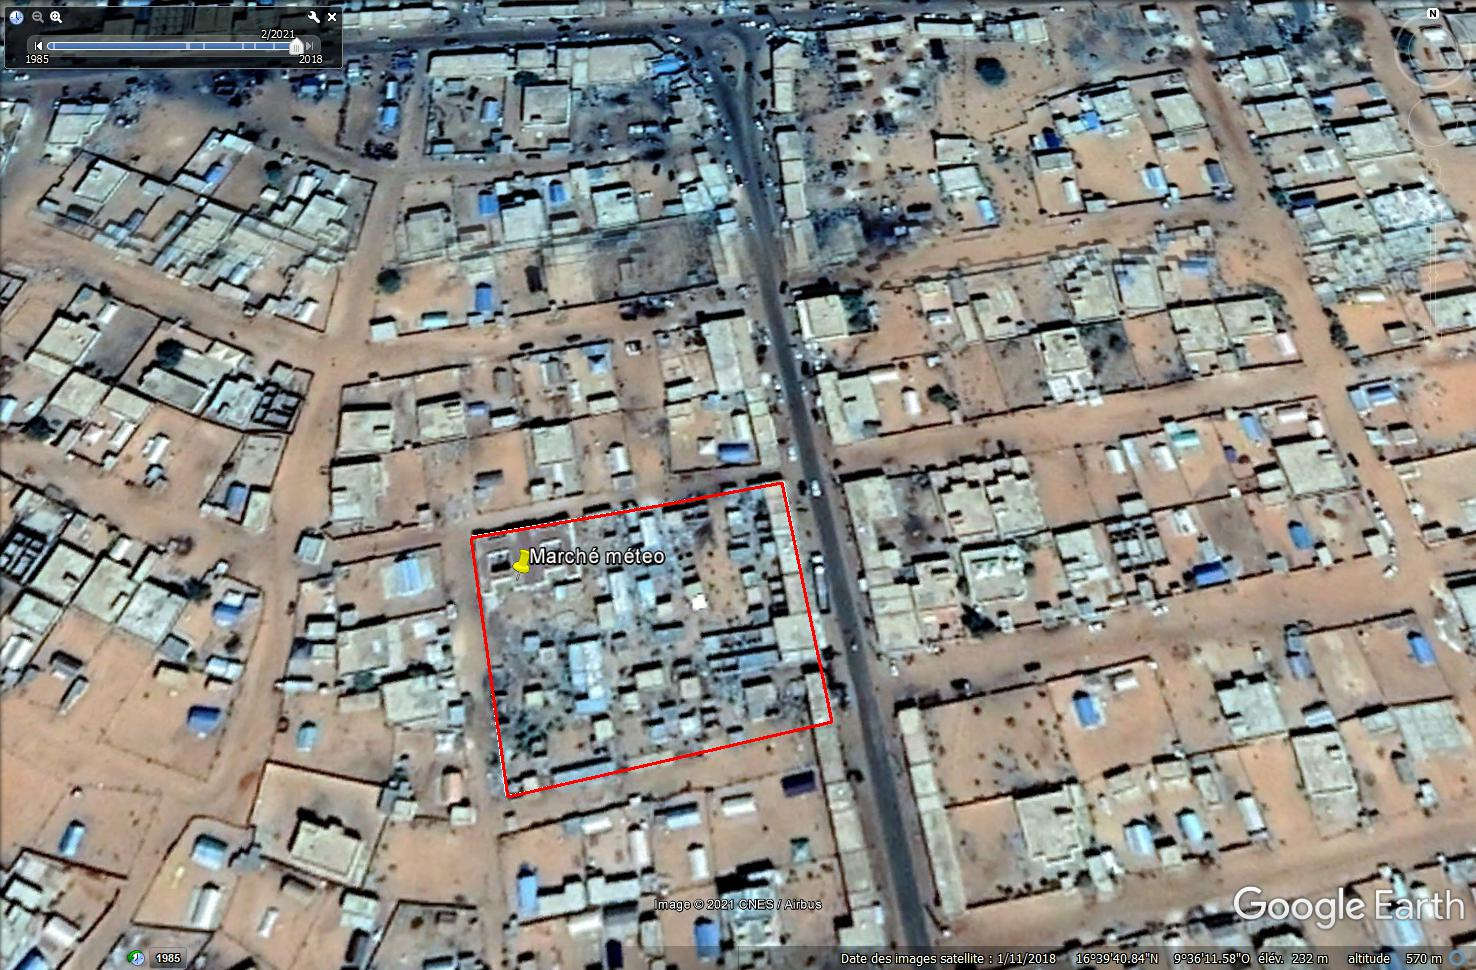 2/2021
1985
2018
N
Marché méteo
Image © 2021 CNES / Airbus
Google Earth
1985
Date des images satellite : 1/11/2018 16°39'40.84"N 9°36'11.58"O élév. 232 m altitude 570 m